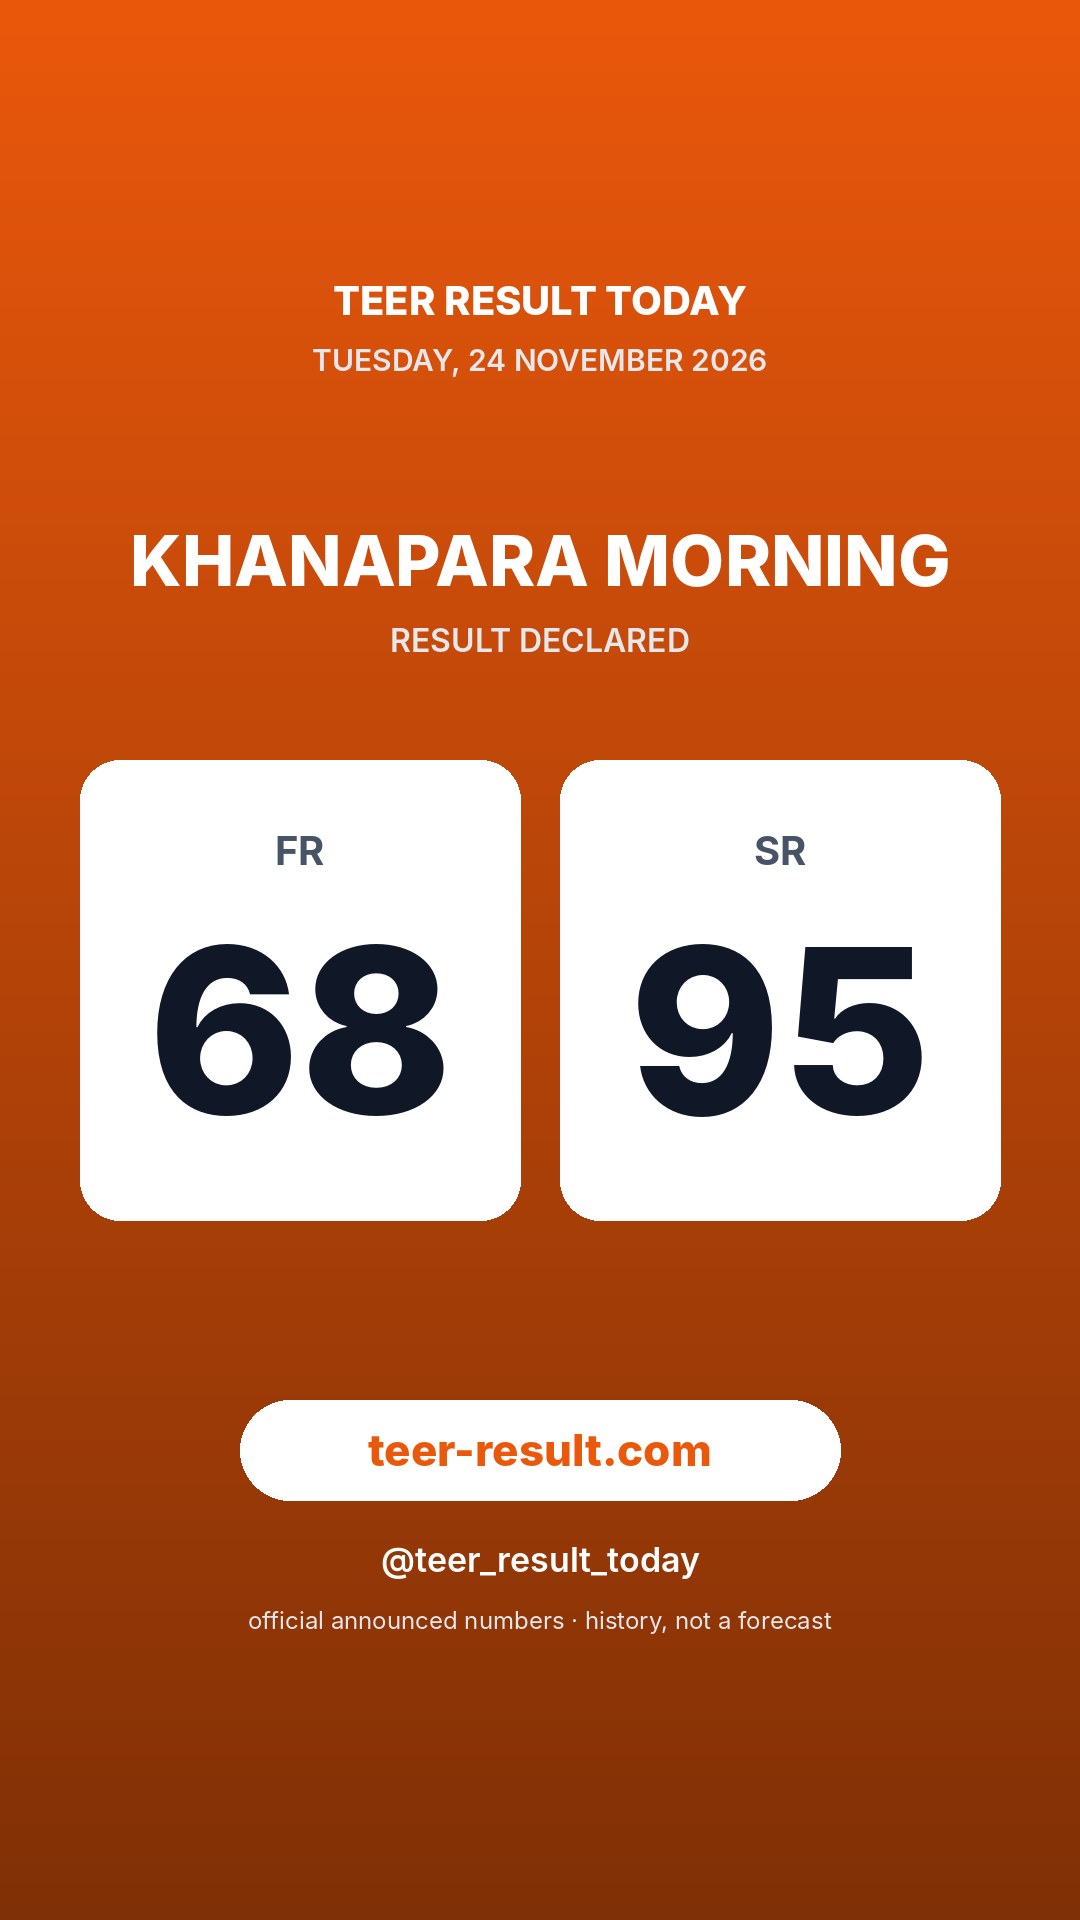 TEER RESULT TODAY
TUESDAY, 24 NOVEMBER 2026
KHANAPARA MORNING
RESULT DECLARED
FR
68
SR
95
teer-result.com
@teer_result_today
official announced numbers · history, not a forecast